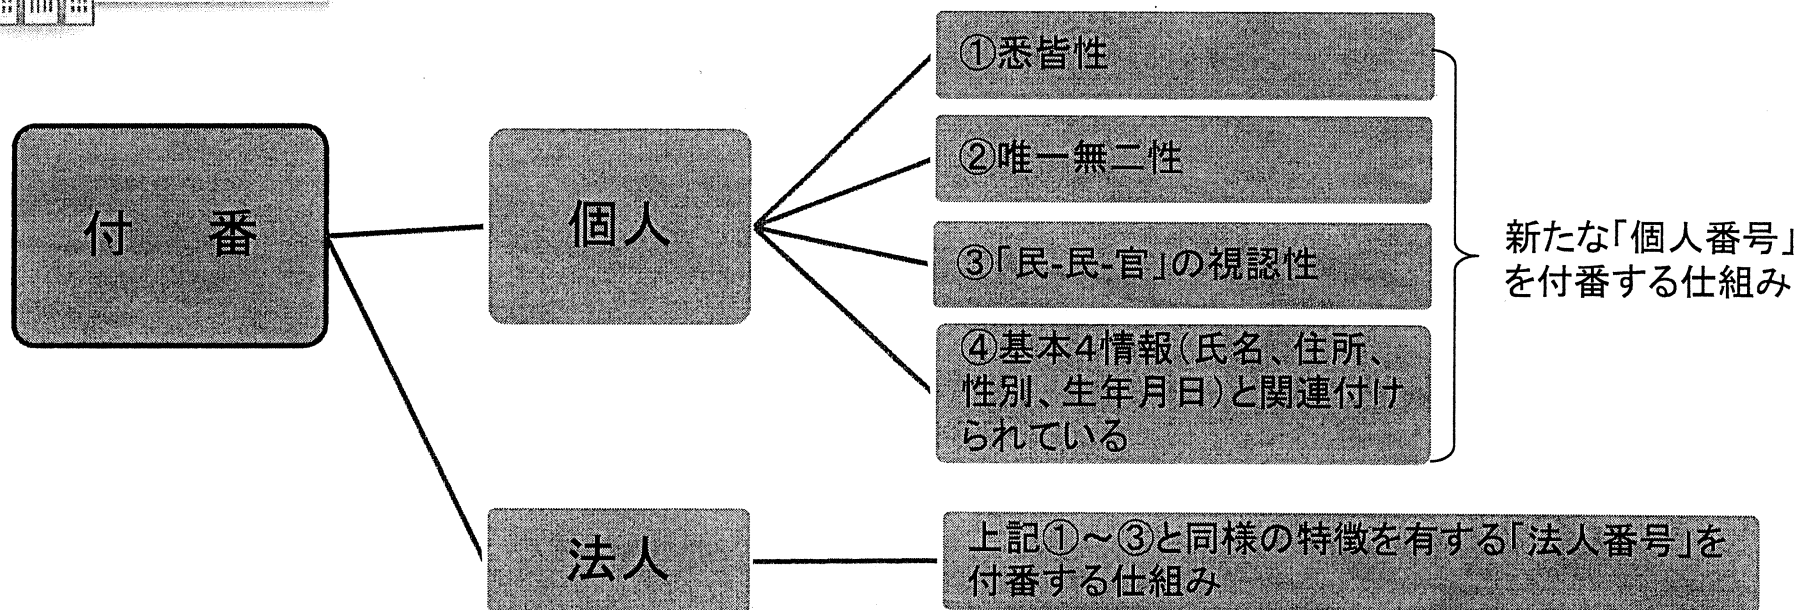 付　番
個人
①悉皆性
②唯一無二性
③「民-民-官」の視認性
④基本4情報(氏名、住所、
性別、生年月日)と関連付け
られている
新たな「個人番号」
を付番する仕組み
法人
上記①～③と同様の特徴を有する「法人番号」を
付番する仕組み